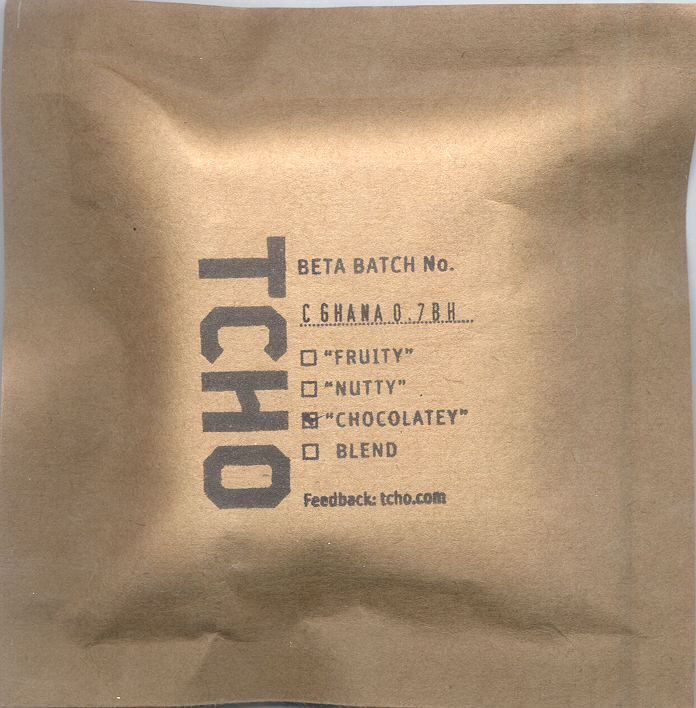 TCHO
BETA BATCH No.
C GHANA 0.7BH
"FRUITY"
"NUTTY"
"CHOCOLATEY"
BLEND
Feedback: tcho.com